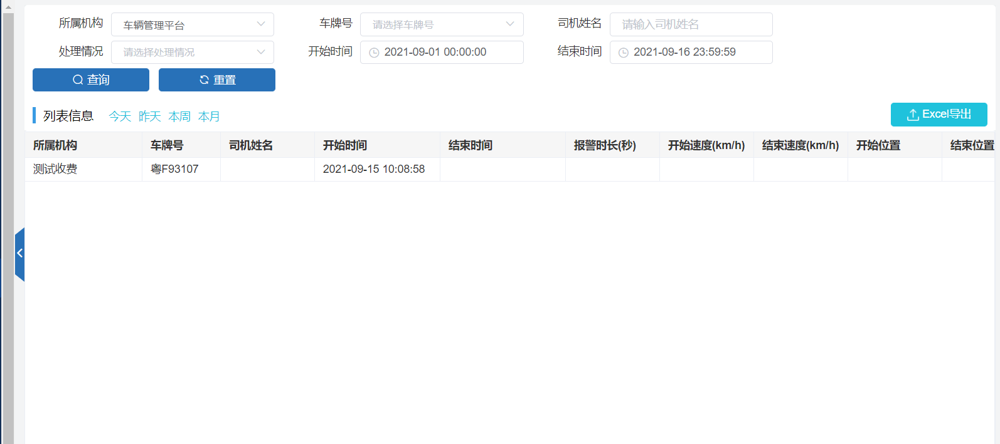 所属机构 车辆管理平台 车牌号 请选择车牌号 司机姓名 请输入司机姓名
处理情况 请选择处理情况 开始时间 2021-09-01 00:00:00 结束时间 2021-09-16 23:59:59
查询 重置
列表信息 今天 昨天 本周 本月 Excel导出
所属机构 车牌号 司机姓名 开始时间 结束时间 报警时长(秒) 开始速度(km/h) 结束速度(km/h) 开始位置 结束位置
测试收费 粤F93107 2021-09-15 10:08:58